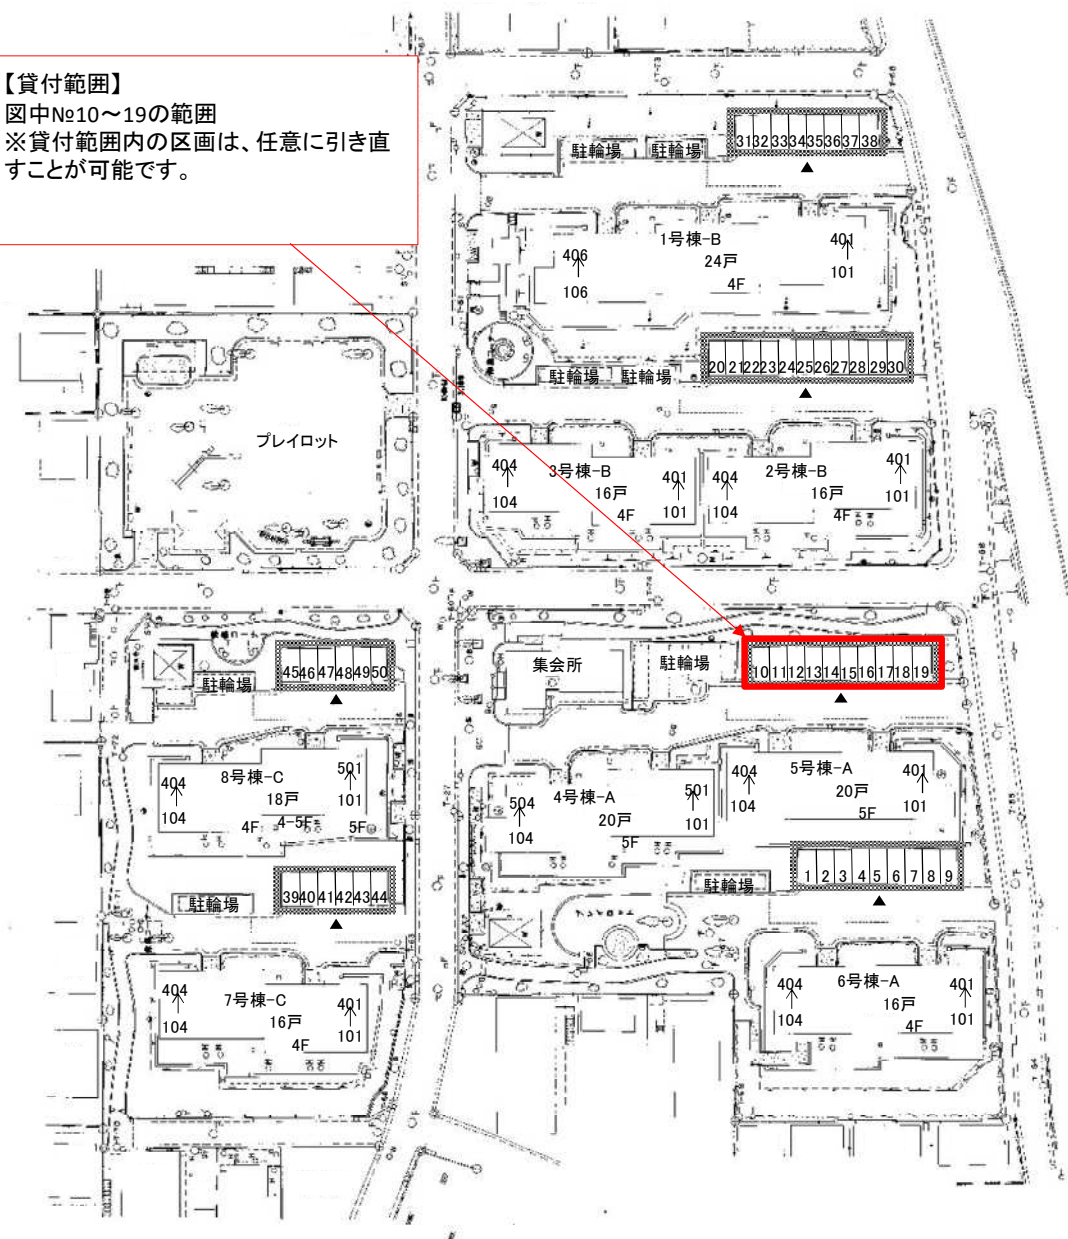 【貸付範囲】
図中№10～19の範囲
※貸付範囲内の区画は、任意に引き直
すことが可能です。
T-23
31 32 33 34 35 36 37 38
駐輪場
駐輪場
▲
1号棟-B
24戸
4F
406
106
401
101
20 21 22 23 24 25 26 27 28 29 30
駐輪場
駐輪場
▲
プレイロット
3号棟-B
16戸
4F
404
104
401
101
2号棟-B
16戸
4F
404
104
401
101
T-74
集会所
駐輪場
10 11 12 13 14 15 16 17 18 19
▲
45 46 47 48 49 50
駐輪場
▲
8号棟-C
18戸
4F
4-5F
5F
404
104
501
101
4号棟-A
20戸
5F
504
104
501
101
5号棟-A
20戸
5F
404
104
401
101
T-27
39 40 41 42 43 44
駐輪場
▲
1 2 3 4 5 6 7 8 9
駐輪場
▲
7号棟-C
16戸
4F
404
104
401
101
6号棟-A
16戸
4F
404
104
401
101